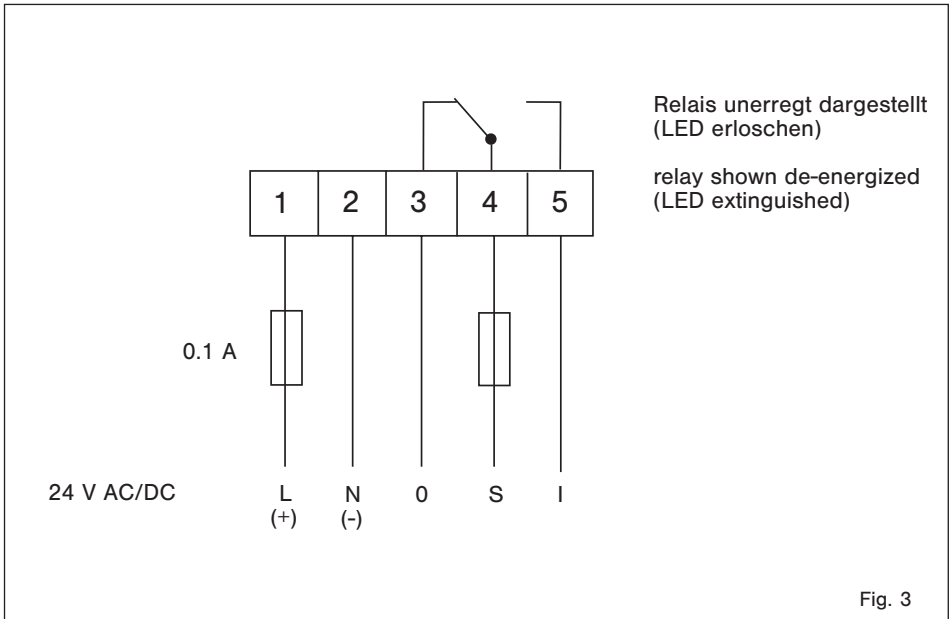 Relais unerregt dargestellt
(LED erloschen)
relay shown de-energized
(LED extinguished)
1 2 3 4 5
0.1 A
24 V AC/DC L N 0 S I
(+) (-)
Fig. 3